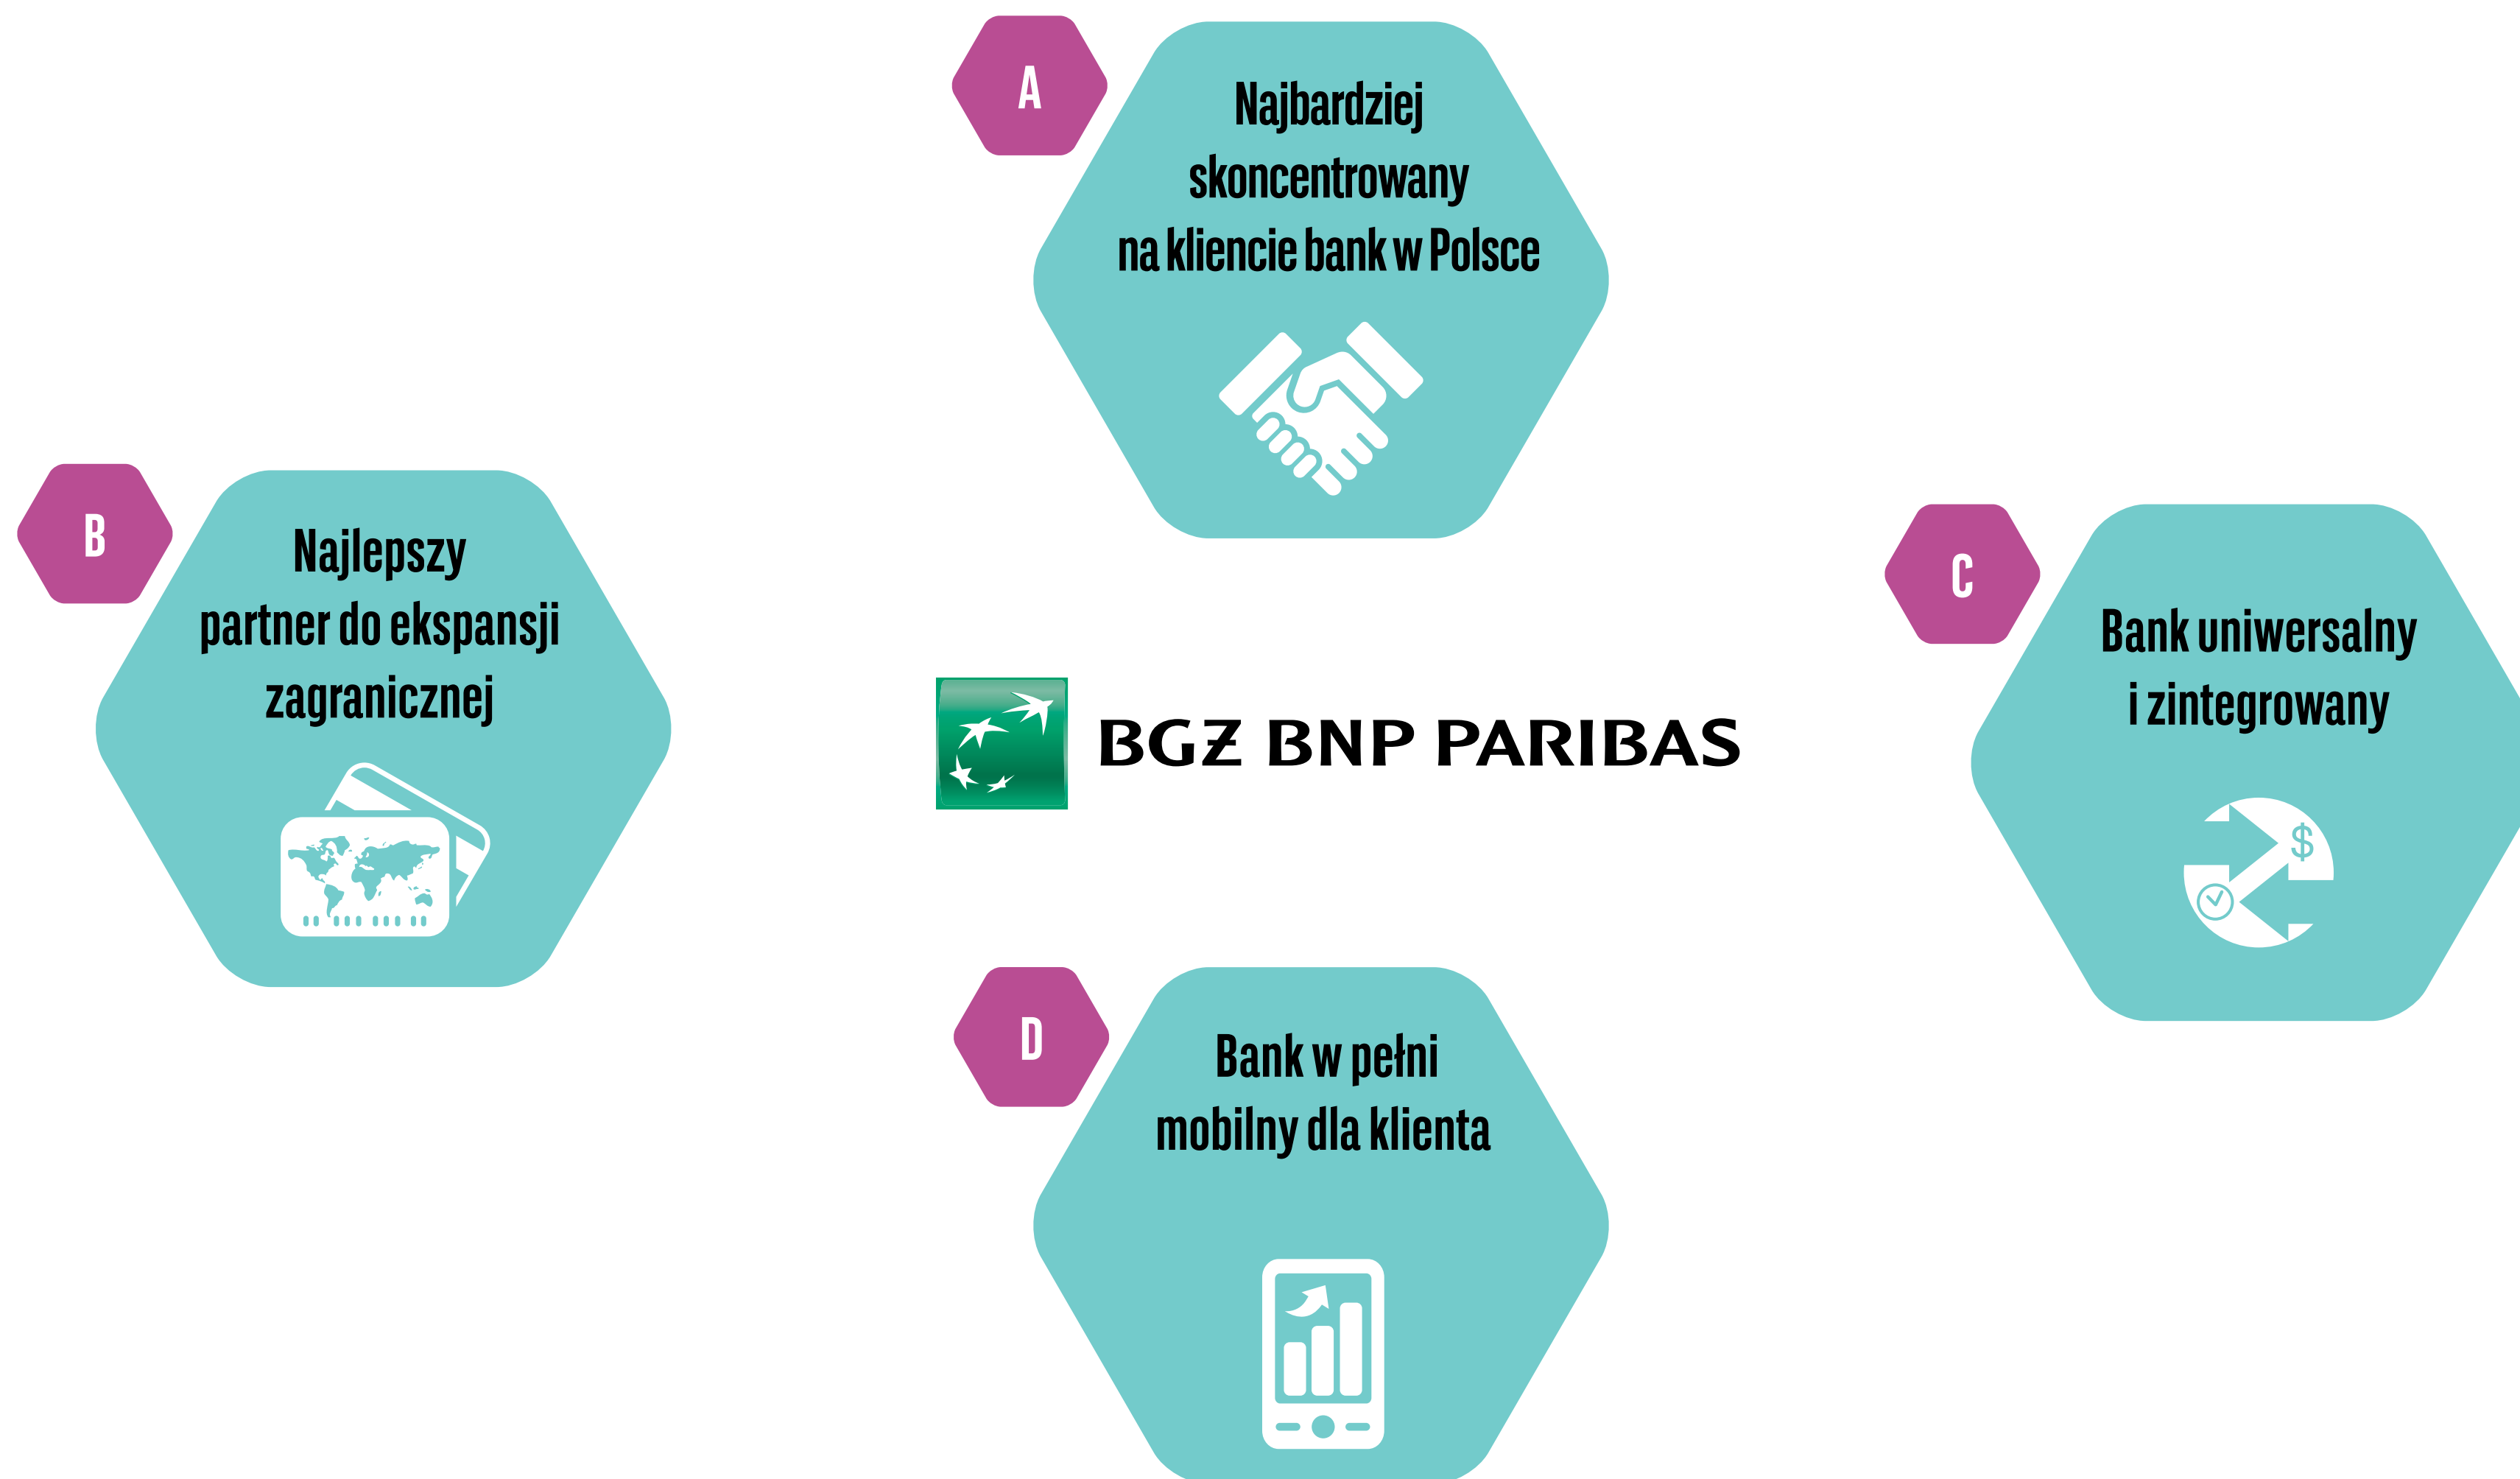 A
Najbardziej
skoncentrowany
na kliencie bank w Polsce
B
Najlepszy
partner do ekspansji
zagranicznej
C
Bank uniwersalny
i zintegrowany
$
BGŻ BNP PARIBAS
D
Bank w pełni
mobilny dla klienta